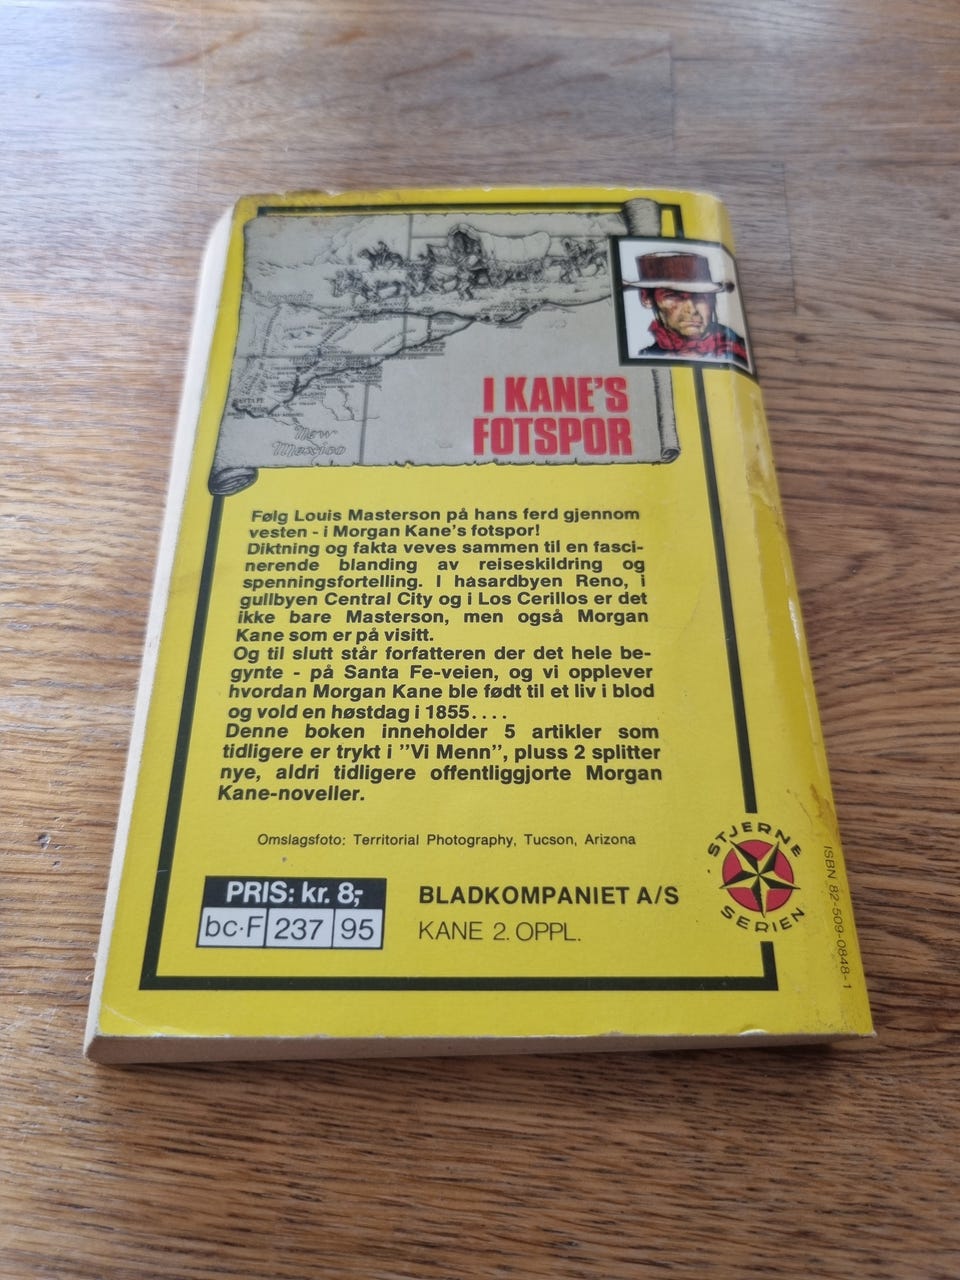 New
Mexico
SANTA FE
I KANE'S
FOTSPOR
Følg Louis Masterson på hans ferd gjennom
vesten - i Morgan Kane's fotspor!
Diktning og fakta veves sammen til en fasci-
nerende blanding av reiseskildring og
spenningsfortelling. I hasardbyen Reno, i
gullbyen Central City og i Los Cerillos er det
ikke bare Masterson, men også Morgan
Kane som er på visitt.
Og til slutt står forfatteren der det hele be-
gynte - på Santa Fe-veien, og vi opplever
hvordan Morgan Kane ble født til et liv i blod
og vold en høstdag i 1855....
Denne boken inneholder 5 artikler som
tidligere er trykt i "Vi Menn", pluss 2 splitter
nye, aldri tidligere offentliggjorte Morgan
Kane-noveller.
Omslagsfoto: Territorial Photography, Tucson, Arizona
PRIS: kr. 8,-
bc·F 237 95
BLADKOMPANIET A/S
KANE 2. OPPL.
STJERNE
SERIEN
ISBN 82-509-0848-1